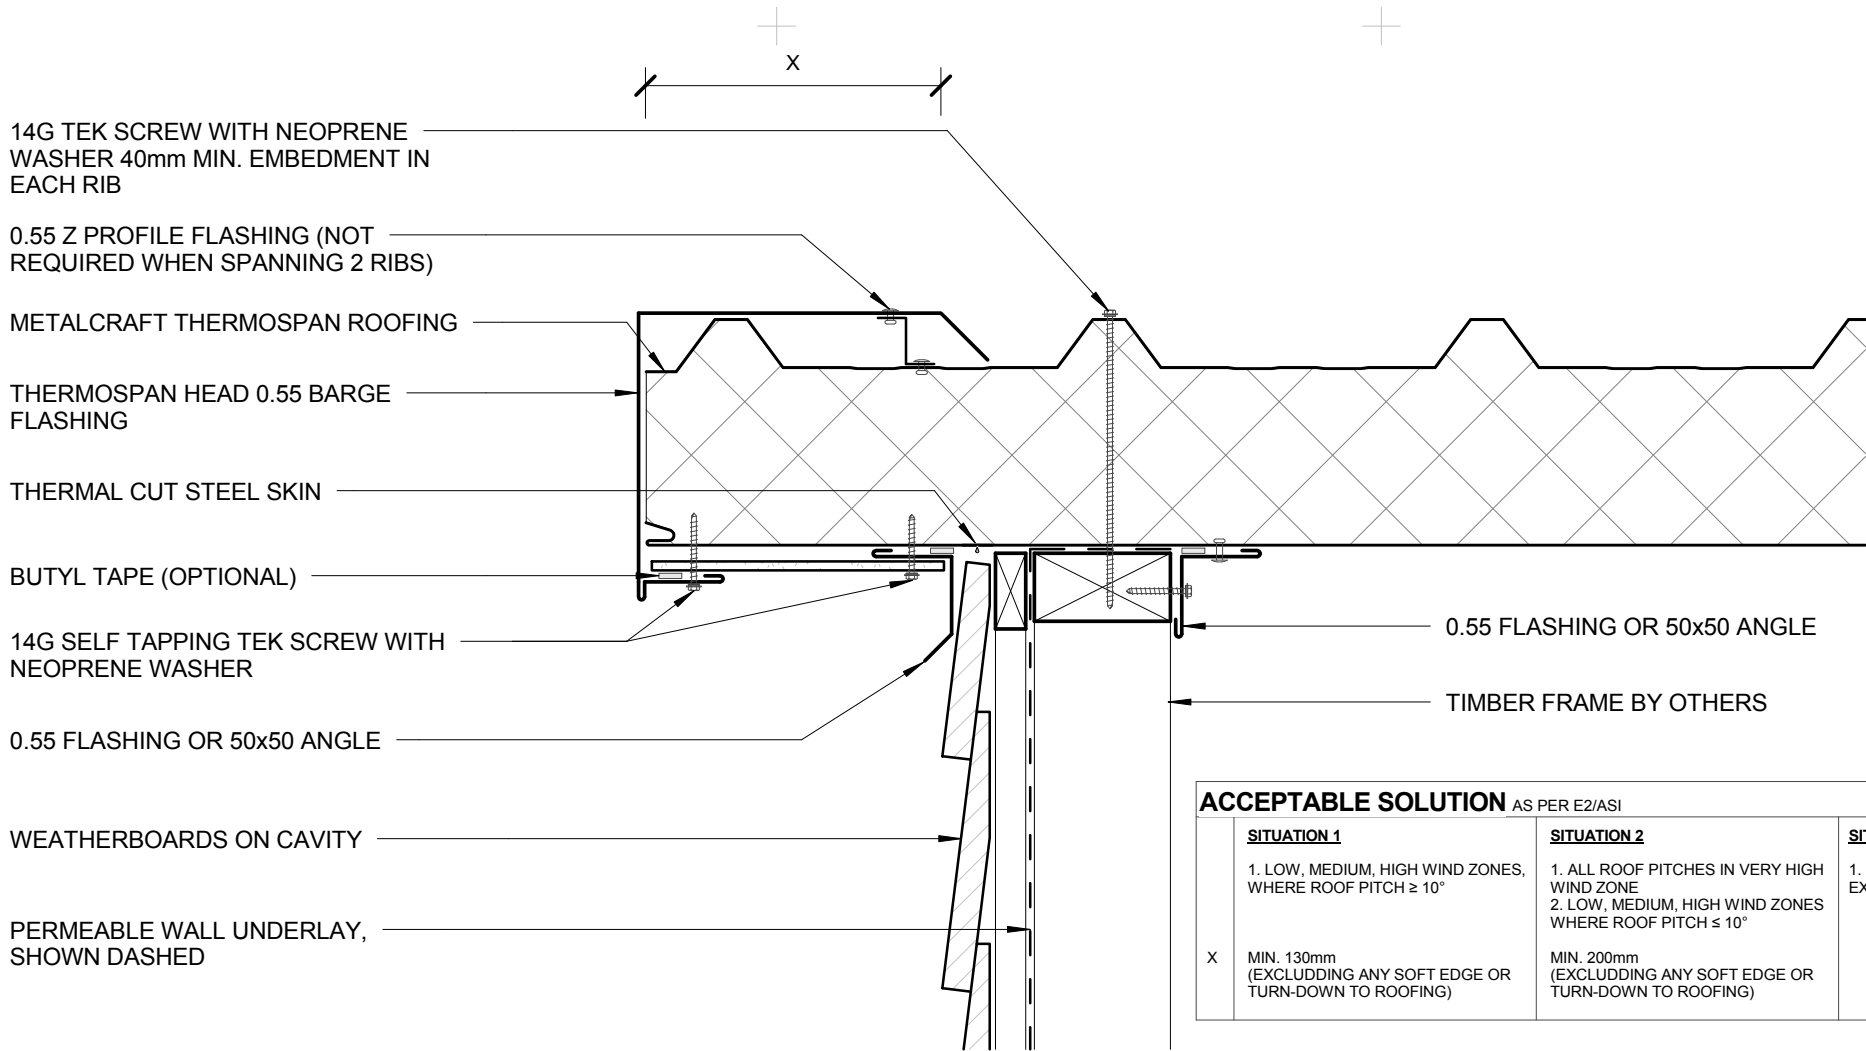 X
14G TEK SCREW WITH NEOPRENE
WASHER 40mm MIN. EMBEDMENT IN
EACH RIB
0.55 Z PROFILE FLASHING (NOT
REQUIRED WHEN SPANNING 2 RIBS)
METALCRAFT THERMOSPAN ROOFING
THERMOSPAN HEAD 0.55 BARGE
FLASHING
THERMAL CUT STEEL SKIN
BUTYL TAPE (OPTIONAL)
14G SELF TAPPING TEK SCREW WITH
NEOPRENE WASHER
0.55 FLASHING OR 50x50 ANGLE
WEATHERBOARDS ON CAVITY
PERMEABLE WALL UNDERLAY,
SHOWN DASHED
0.55 FLASHING OR 50x50 ANGLE
TIMBER FRAME BY OTHERS
ACCEPTABLE SOLUTION AS PER E2/ASI
SITUATION 1
1. LOW, MEDIUM, HIGH WIND ZONES,
WHERE ROOF PITCH ≥ 10°
X
MIN. 130mm
(EXCLUDDING ANY SOFT EDGE OR
TURN-DOWN TO ROOFING)
SITUATION 2
1. ALL ROOF PITCHES IN VERY HIGH
WIND ZONE
2. LOW, MEDIUM, HIGH WIND ZONES
WHERE ROOF PITCH ≤ 10°
MIN. 200mm
(EXCLUDDING ANY SOFT EDGE OR
TURN-DOWN TO ROOFING)
1.